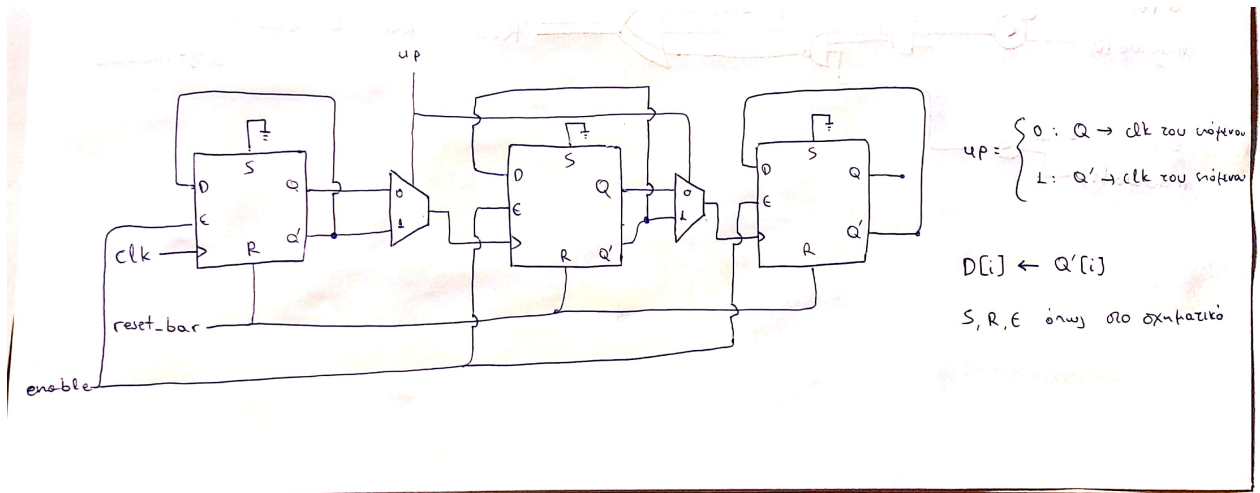 up
S
D
Q
E
Q'
R
clk
0
1
S
D
Q
E
Q'
R
0
1
S
D
Q
E
Q'
R
reset_bar
enable
up = { 0 : Q → clk του επόμενου
1 : Q' → clk του επόμενου
D[i] ← Q'[i]
S, R, E όπως στο σχηματικό